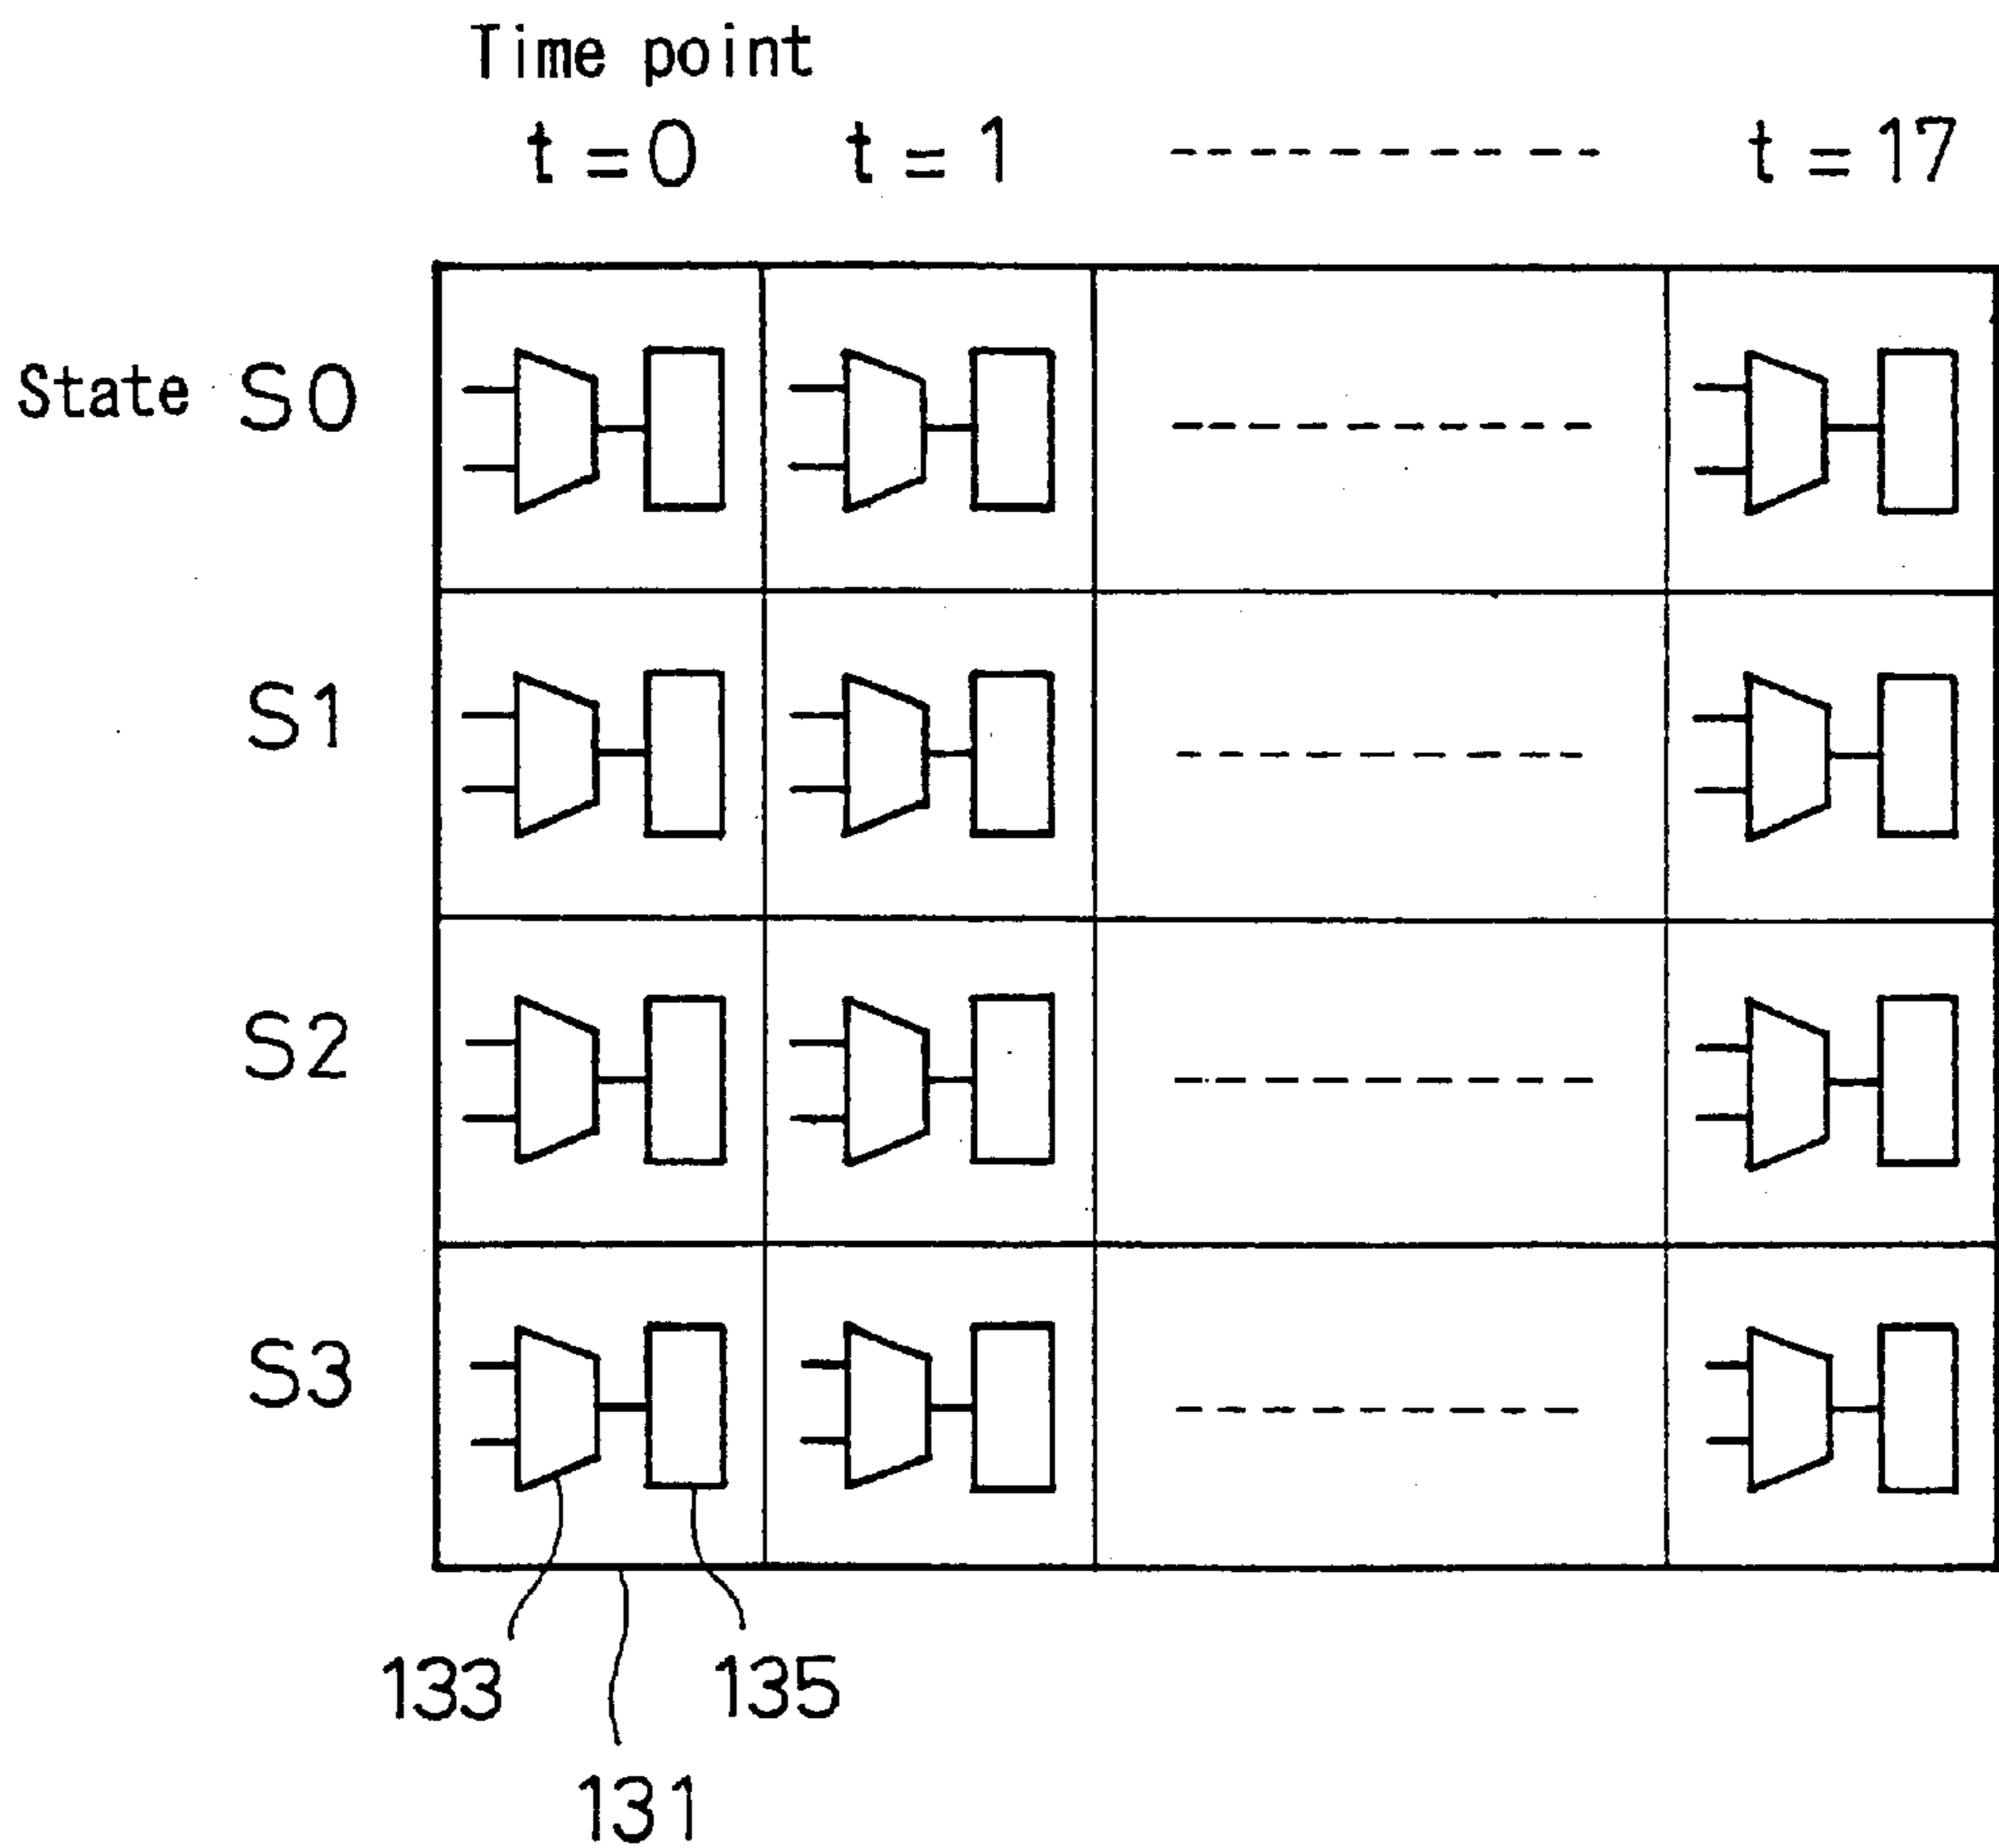 Time point
t=0 t=1 t=17
State S0
S1
S2
S3
133 135
131